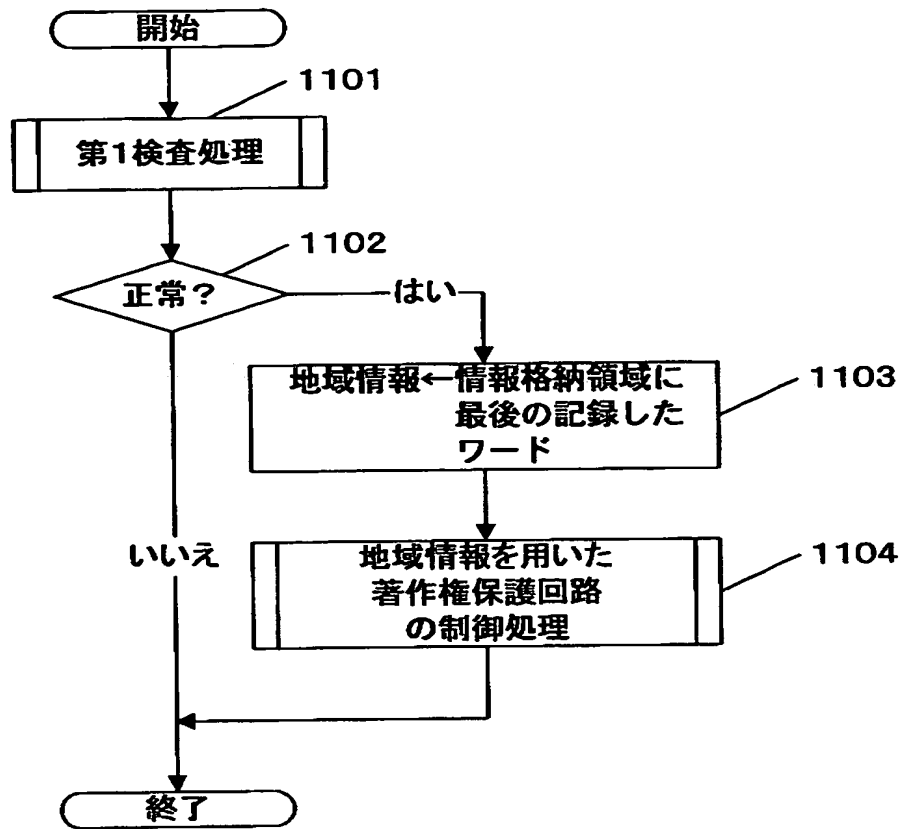 開始
1101
第1検査処理
1102
正常?
はい
地域情報←情報格納領域に
最後の記録した
ワード
1103
いいえ
地域情報を用いた
著作権保護回路
の制御処理
1104
終了